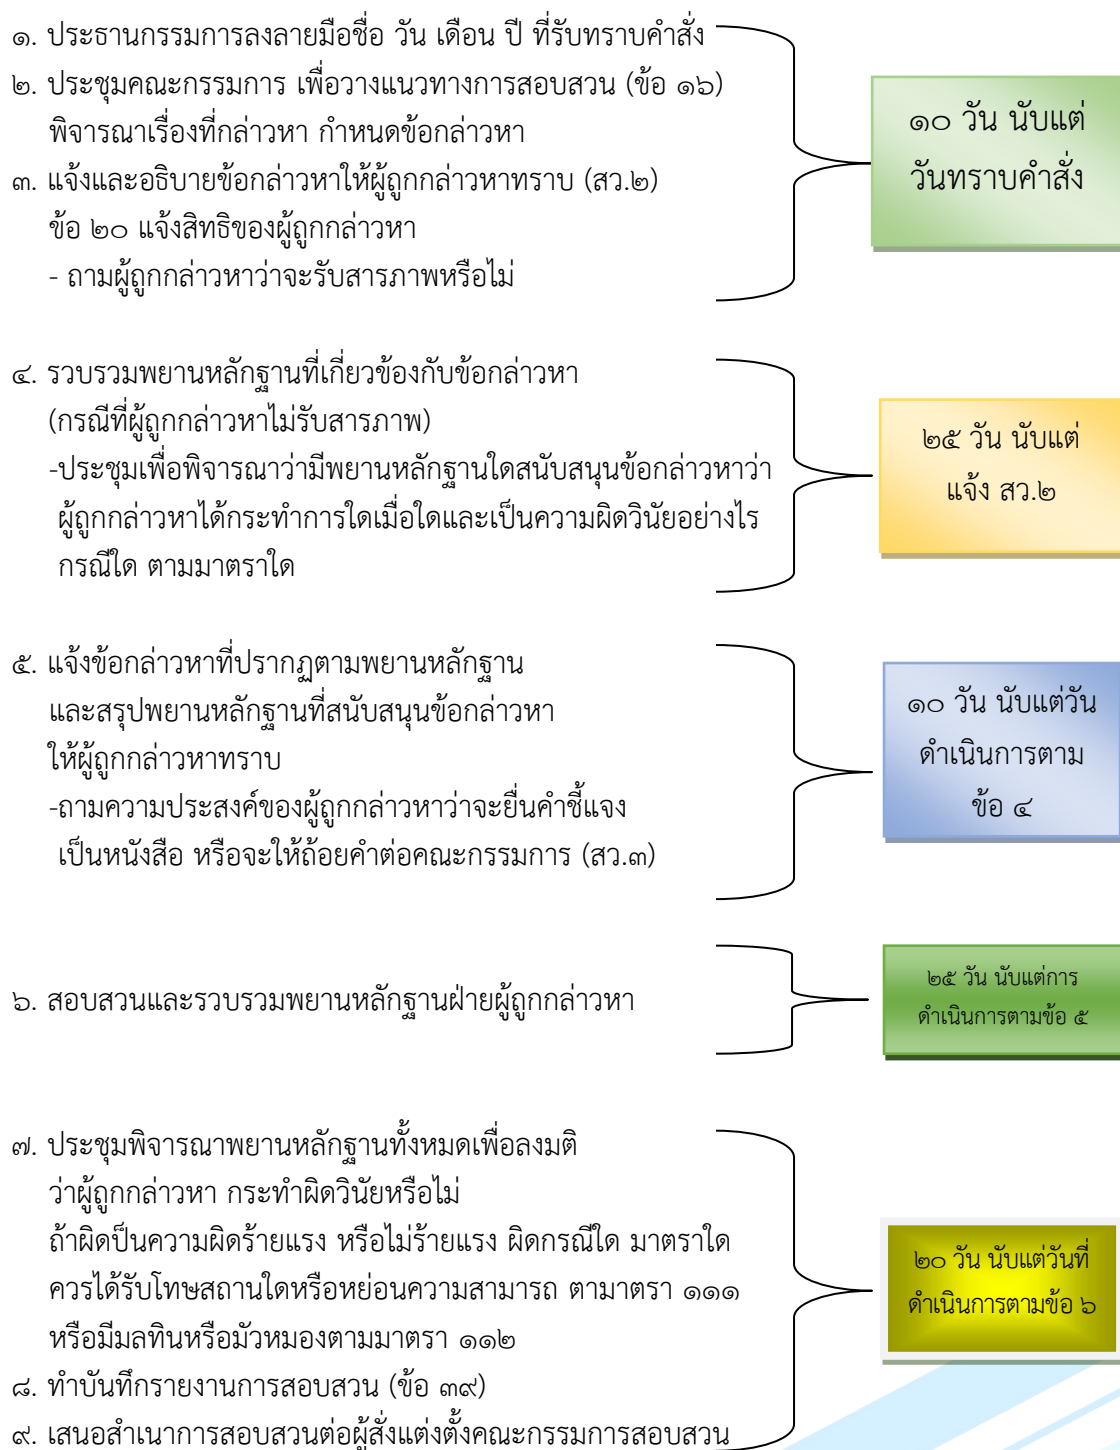 ๑. ประธานกรรมการลงลายมือชื่อ วัน เดือน ปี ที่รับทราบคำสั่ง
๒. ประชุมคณะกรรมการ เพื่อวางแนวทางการสอบสวน (ข้อ ๑๖)
พิจารณาเรื่องที่กล่าวหา กำหนดข้อกล่าวหา
๓. แจ้งและอธิบายข้อกล่าวหาให้ผู้ถูกกล่าวหาทราบ (สว.๒)
ข้อ ๒๐ แจ้งสิทธิของผู้ถูกกล่าวหา
- ถามผู้ถูกกล่าวหาว่าจะรับสารภาพหรือไม่
๑๐ วัน นับแต่
วันทราบคำสั่ง
๔. รวบรวมพยานหลักฐานที่เกี่ยวข้องกับข้อกล่าวหา
(กรณีที่ผู้ถูกกล่าวหาไม่รับสารภาพ)
-ประชุมเพื่อพิจารณาว่ามีพยานหลักฐานใดสนับสนุนข้อกล่าวหาว่า
ผู้ถูกกล่าวหาได้กระทำการใดเมื่อใดและเป็นความผิดวินัยอย่างไร
กรณีใด ตามมาตราใด
๒๕ วัน นับแต่
แจ้ง สว.๒
๕. แจ้งข้อกล่าวหาที่ปรากฏตามพยานหลักฐาน
และสรุปพยานหลักฐานที่สนับสนุนข้อกล่าวหา
ให้ผู้ถูกกล่าวหาทราบ
-ถามความประสงค์ของผู้ถูกกล่าวหาว่าจะยื่นคำชี้แจง
เป็นหนังสือ หรือจะให้ถ้อยคำต่อคณะกรรมการ (สว.๓)
๑๐ วัน นับแต่วัน
ดำเนินการตาม
ข้อ ๔
๖. สอบสวนและรวบรวมพยานหลักฐานฝ่ายผู้ถูกกล่าวหา
๒๕ วัน นับแต่การ
ดำเนินการตามข้อ ๕
๗. ประชุมพิจารณาพยานหลักฐานทั้งหมดเพื่อลงมติ
ว่าผู้ถูกกล่าวหา กระทำผิดวินัยหรือไม่
ถ้าผิดป็นความผิดร้ายแรง หรือไม่ร้ายแรง ผิดกรณีใด มาตราใด
ควรได้รับโทษสถานใดหรือหย่อนความสามารถ ตามาตรา ๑๑๑
หรือมีมลทินหรือมัวหมองตามมาตรา ๑๑๒
๘. ทำบันทึกรายงานการสอบสวน (ข้อ ๓๙)
๙. เสนอสำเนาการสอบสวนต่อผู้สั่งแต่งตั้งคณะกรรมการสอบสวน
๒๐ วัน นับแต่วันที่
ดำเนินการตามข้อ ๖